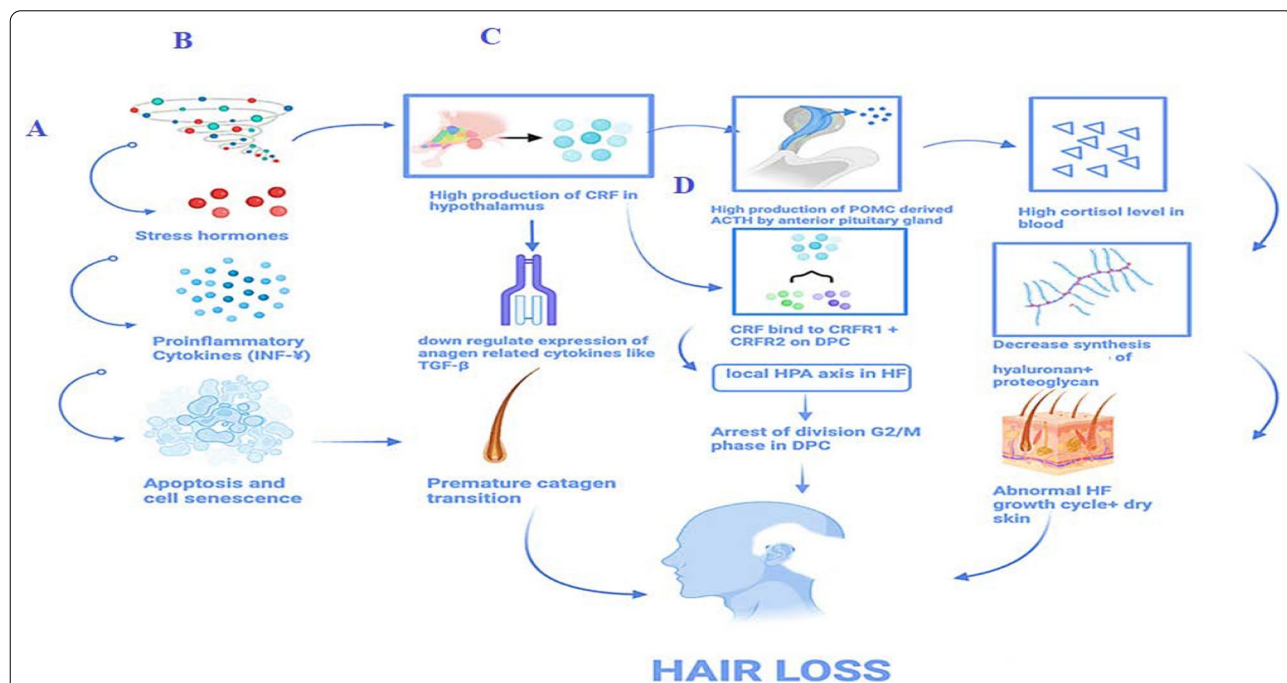 A
B
C
D
Stress hormones
Proinflammatory
Cytokines (INF-¥)
Apoptosis and
cell senescence
High production of CRF in
hypothalamus
down regulate expression of
anagen related cytokines like
TGF-β
Premature catagen
transition
High production of POMC derived
ACTH by anterior pituitary gland
CRF bind to CRFR1 +
CRFR2 on DPC
local HPA axis in HF
Arrest of division G2/M
phase in DPC
High cortisol level in
blood
Decrease synthesis
of
hyaluronan+
proteoglycan
Abnormal HF
growth cycle+ dry
skin
HAIR LOSS